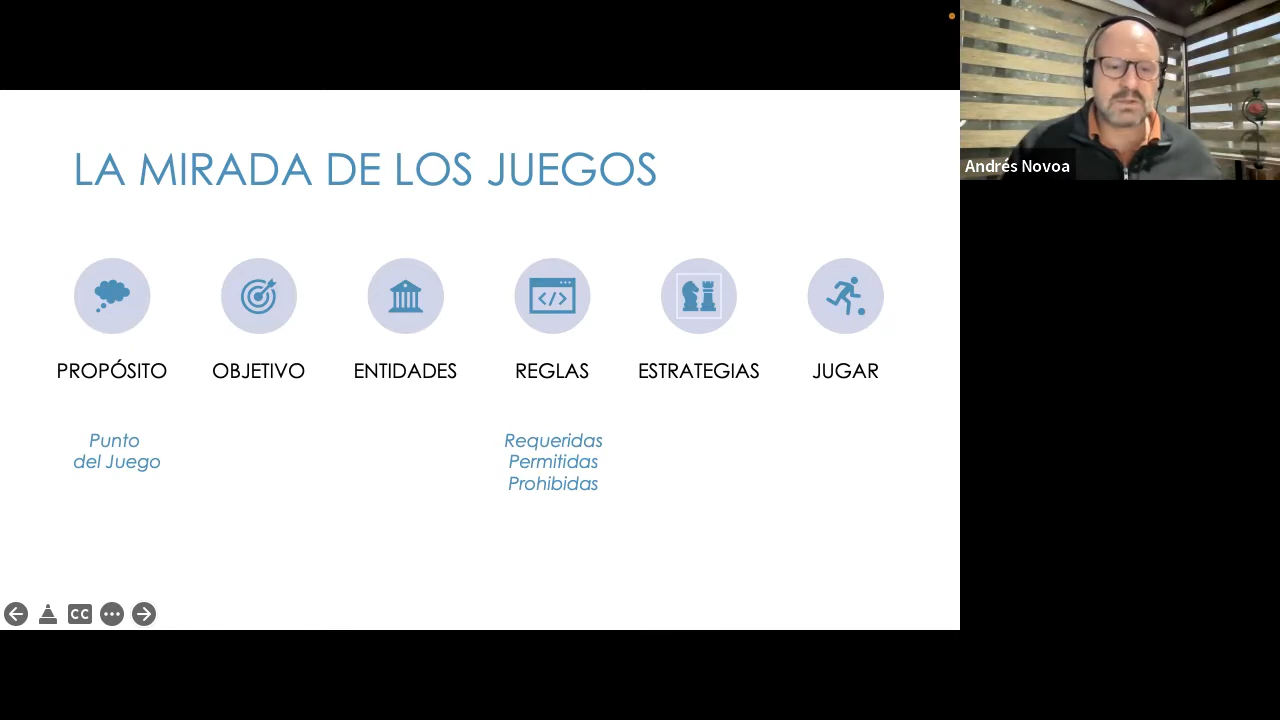 LA MIRADA DE LOS JUEGOS
PROPÓSITO
OBJETIVO
ENTIDADES
REGLAS
ESTRATEGIAS
JUGAR
Punto
del Juego
Requeridas
Permitidas
Prohibidas
CC
Andrés Novoa